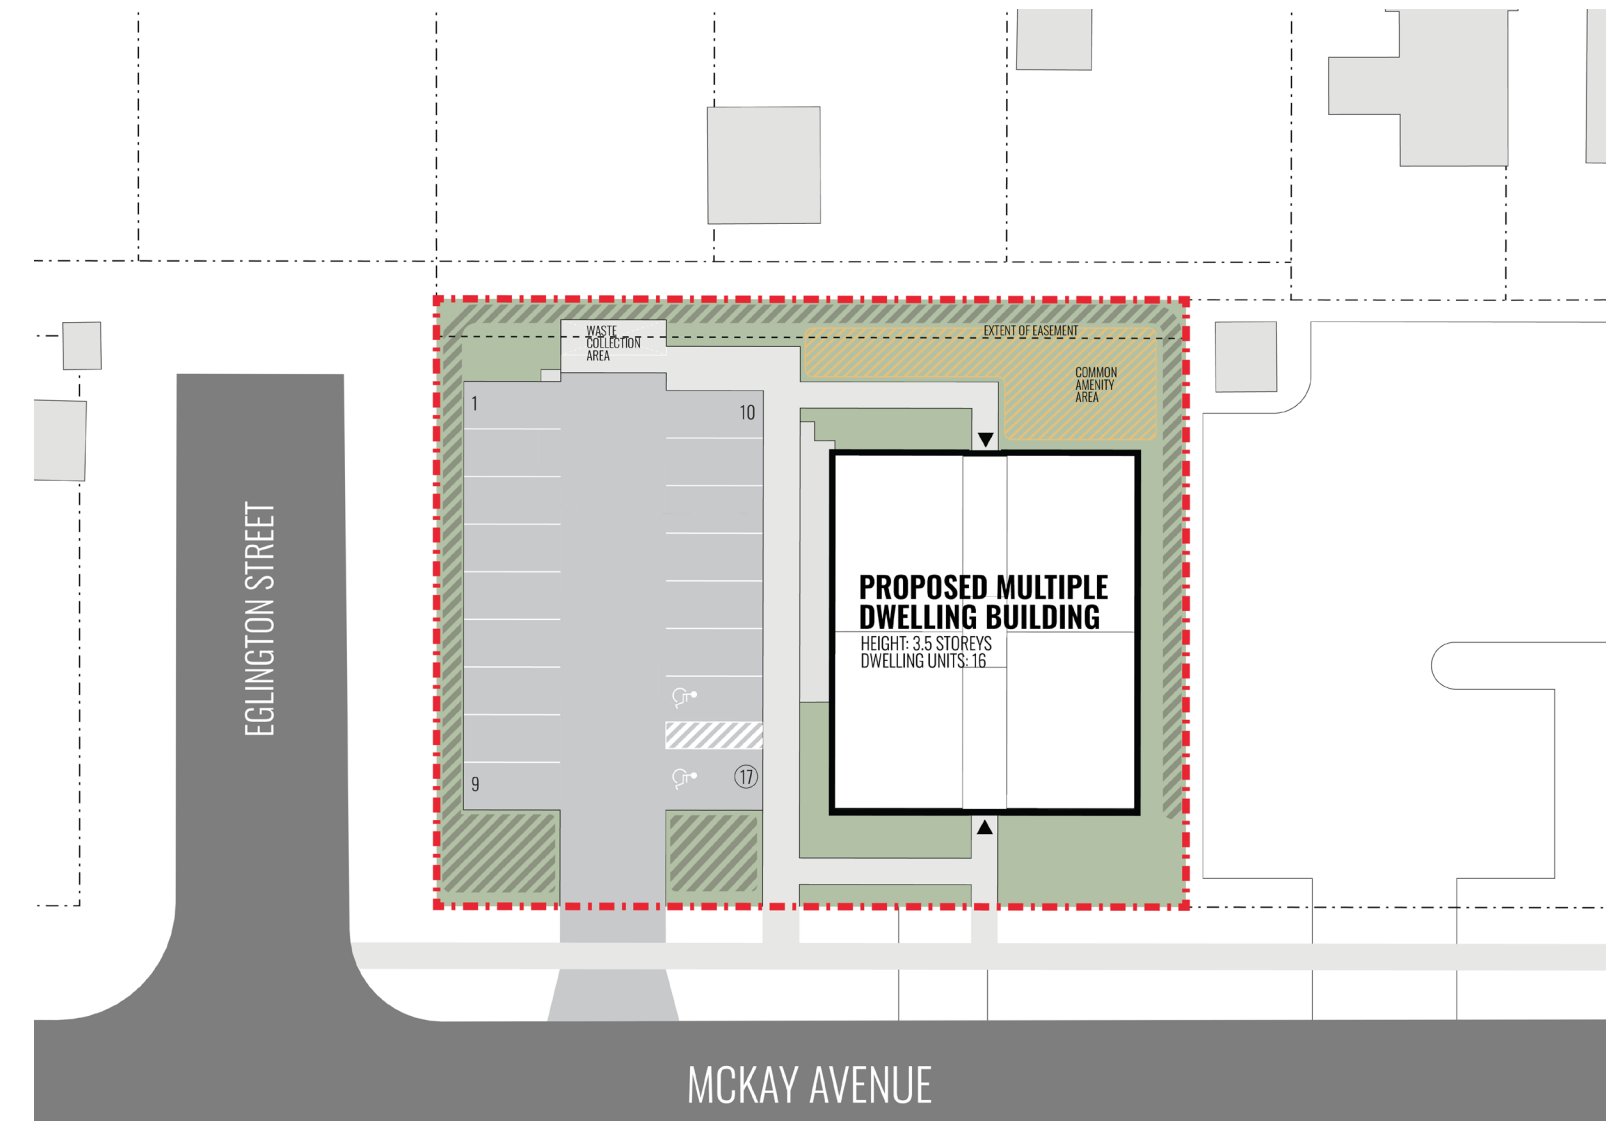 WASTE
COLLECTION
AREA
EXTENT OF EASEMENT
COMMON
AMENITY
AREA
1
10
EGLINGTON STREET
PROPOSED MULTIPLE
DWELLING BUILDING
HEIGHT: 3.5 STOREYS
DWELLING UNITS: 16
9
17
MCKAY AVENUE